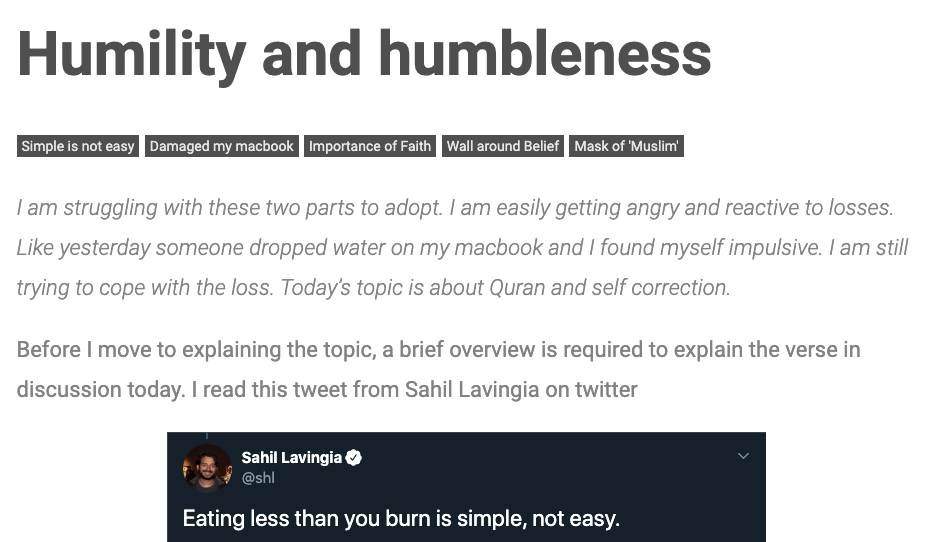 Humility and humbleness
Simple is not easy Damaged my macbook Importance of Faith Wall around Belief Mask of 'Muslim'
I am struggling with these two parts to adopt. I am easily getting angry and reactive to losses.
Like yesterday someone dropped water on my macbook and I found myself impulsive. I am still
trying to cope with the loss. Today's topic is about Quran and self correction.
Before I move to explaining the topic, a brief overview is required to explain the verse in
discussion today. I read this tweet from Sahil Lavingia on twitter
Sahil Lavingia
@shl
Eating less than you burn is simple, not easy.